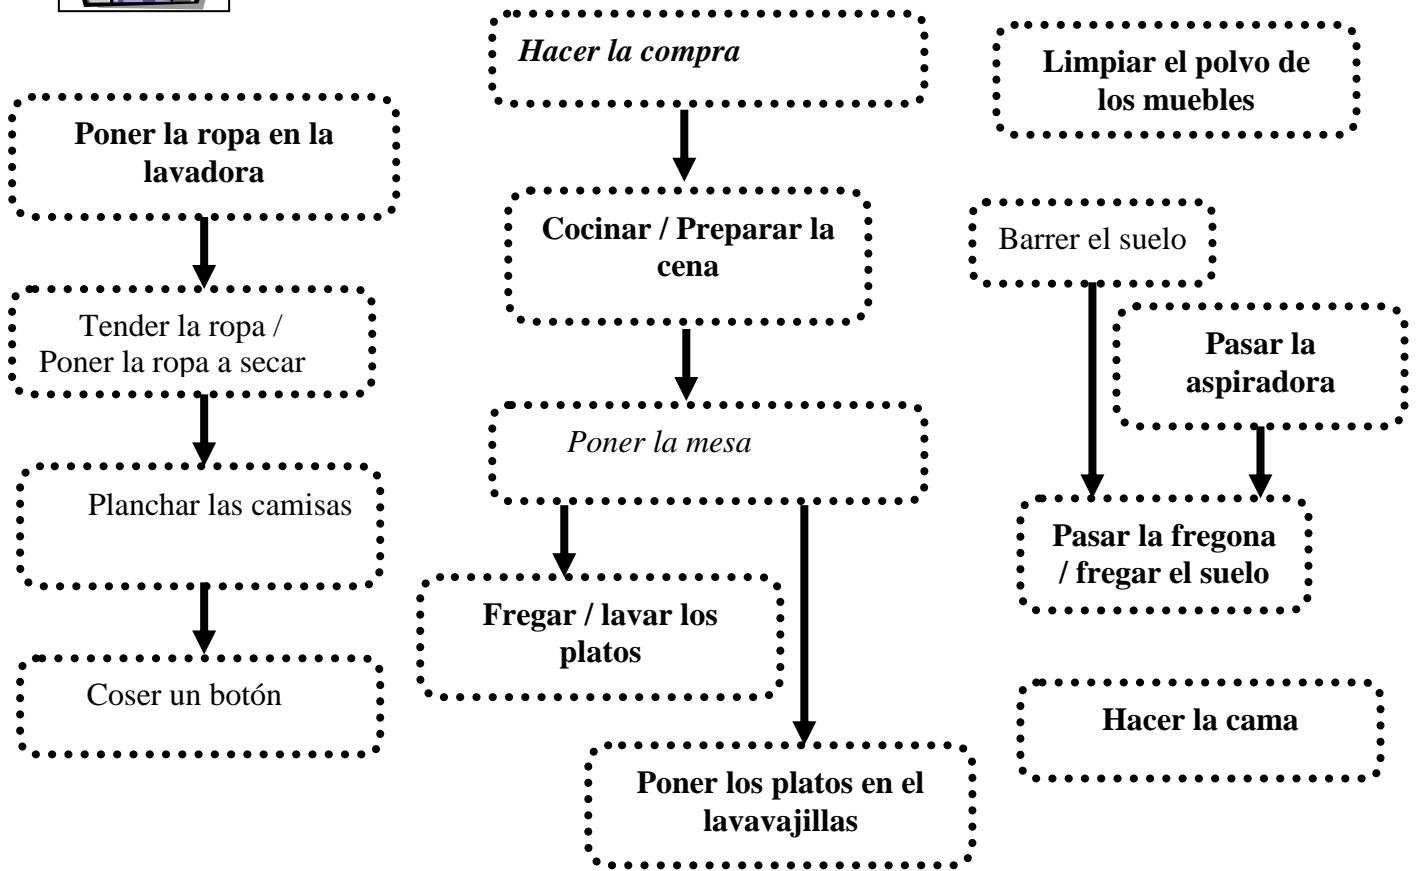 Hacer la compra
Limpiar el polvo de
los muebles
Poner la ropa en la
lavadora
Cocinar / Preparar la
cena
Barrer el suelo
Tender la ropa /
Poner la ropa a secar
Pasar la
aspiradora
Poner la mesa
Planchar las camisas
Pasar la fregona
/ fregar el suelo
Fregar / lavar los
platos
Coser un botón
Hacer la cama
Poner los platos en el
lavavajillas